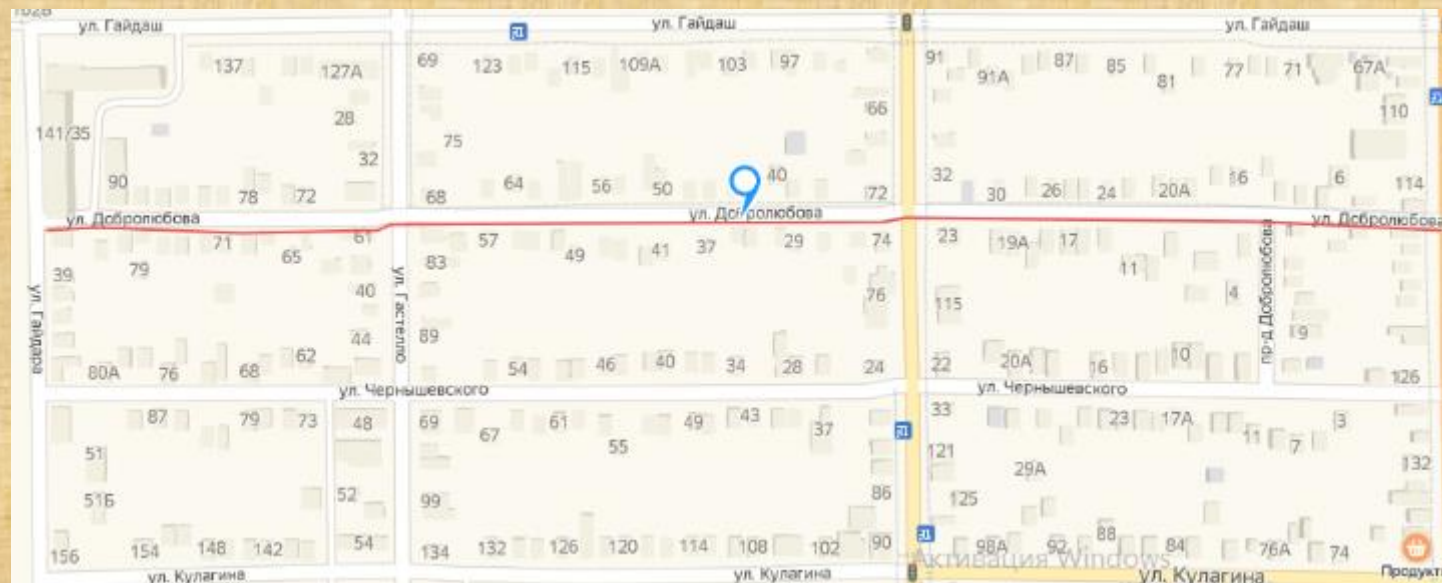 ул. Гайдаш
ул. Гайдаш
ул. Гайдаш
137 127А 69 123 115 109А 103 97 91 91А 87 85 81 77 71 67А
28 66 110
141/35 75
32
90 78 72 68 64 56 50 40 72 32 30 26 24 20А 16 6 114
ул. Добролюбова
ул. Добролюбова
ул. Добролюбова
71 65 61 57 49 41 37 29 74 23 19А 17
39 79 83 11
40 76 115 4
ул. Гайдара
ул. Гастелло
пр-д Добролюбова
44 89 9
80А 76 68 62 54 46 40 34 28 24 22 20А 16 10 126
ул. Чернышевского
ул. Чернышевского
87 79 73 48 69 67 61 55 49 43 37 33 23 17А 11 7 3
51 121 29А 132
51Б 52 99 86 125
156 154 148 142 54 134 132 126 120 114 108 102 90 98А 92 88 84 76А 74
Активация Windows
Продукт
ул. Кулагина
ул. Кулагина
ул. Кулагина